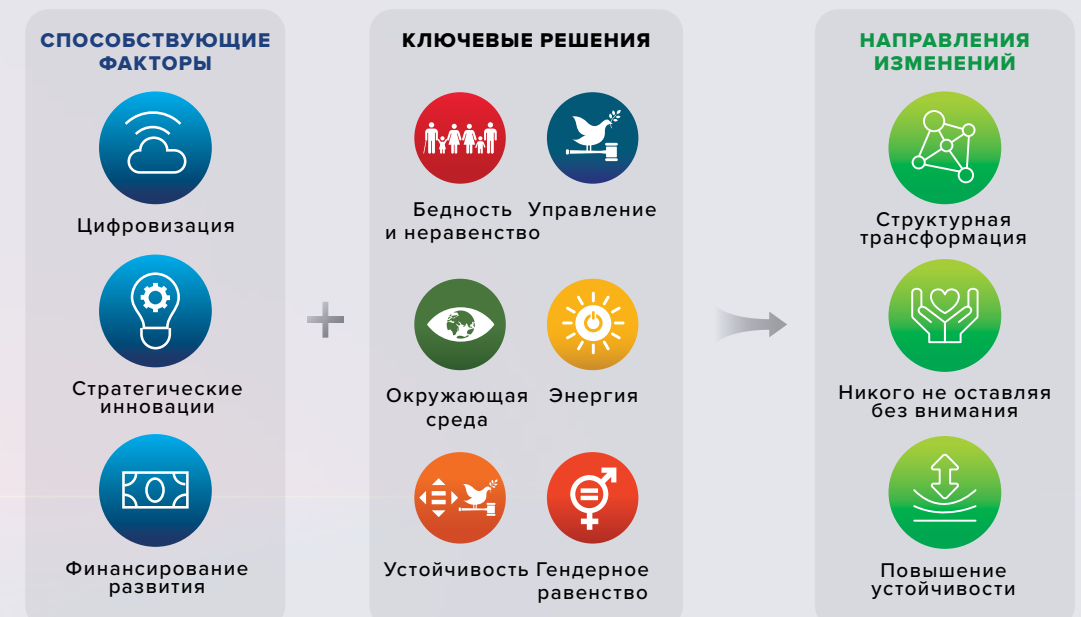 СПОСОБСТВУЮЩИЕ
ФАКТОРЫ
Цифровизация
Стратегические
инновации
Финансирование
развития
+
КЛЮЧЕВЫЕ РЕШЕНИЯ
Бедность
и неравенство
Управление
Окружающая
среда
Энергия
Устойчивость
Гендерное
равенство
НАПРАВЛЕНИЯ
ИЗМЕНЕНИЙ
Структурная
трансформация
Никого не оставляя
без внимания
Повышение
устойчивости